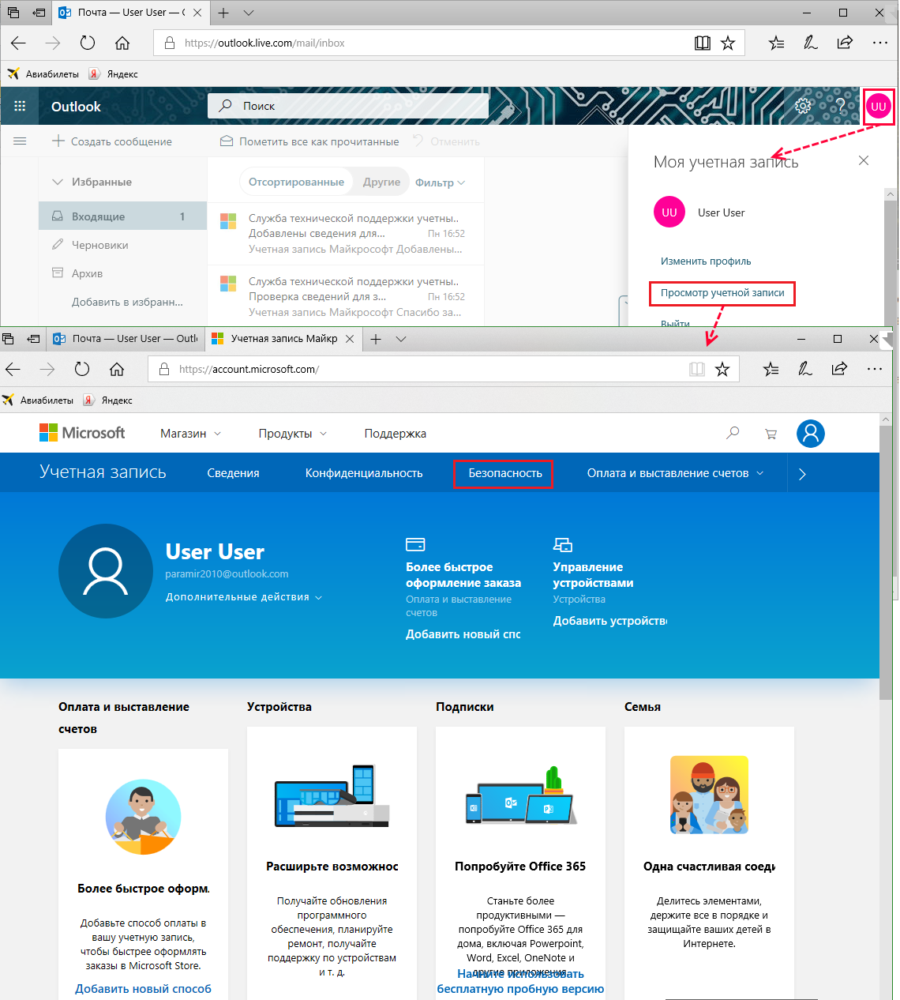 Почта — User User — O
https://outlook.live.com/mail/inbox
Авиабилеты
Я
Яндекс
Outlook
Поиск
UU
Создать сообщение
Пометить все как прочитанные
Отменить
Моя учетная запись
Избранные
Отсортированные
Другие
Фильтр
UU
User User
Входящие 1
Служба технической поддержки учетны..
Добавлены сведения для...
Пн 16:52
Учетная запись Майкрософт Добавлены...
Черновики
Изменить профиль
Архив
Служба технической поддержки учетны..
Проверка сведений для з...
Пн 16:52
Учетная запись Майкрософт Спасибо за...
Просмотр учетной записи
Добавить в избранн...
Выйти
Почта — User User — Outl
Учетная запись Майкр
https://account.microsoft.com/
Авиабилеты
Я
Яндекс
Microsoft
Магазин
Продукты
Поддержка
Учетная запись
Сведения
Конфиденциальность
Безопасность
Оплата и выставление счетов
User User
paramir2010@outlook.com
Дополнительные действия
Более быстрое
оформление заказа
Оплата и выставление
счетов
Добавить новый спо
Управление
устройствами
Устройства
Добавить устройств
Оплата и выставление
счетов
Устройства
Подписки
Семья
Более быстрое оформ.
Добавьте способ оплаты в
вашу учетную запись,
чтобы быстрее оформлять
заказы в Microsoft Store.
Добавить новый способ
Расширьте возможнос
Получайте обновления
программного
обеспечения, планируйте
ремонт, получайте
поддержку по устройствам
и т. д.
Попробуйте Office 365
Станьте более
продуктивными —
попробуйте Office 365 для
дома, включая Powerpoint,
Word, Excel, OneNote и
другие приложения.
Начните использовать
бесплатную пробную версию
Одна счастливая соеди
Делитесь элементами,
держите все в порядке и
защищайте ваших детей в
Интернете.